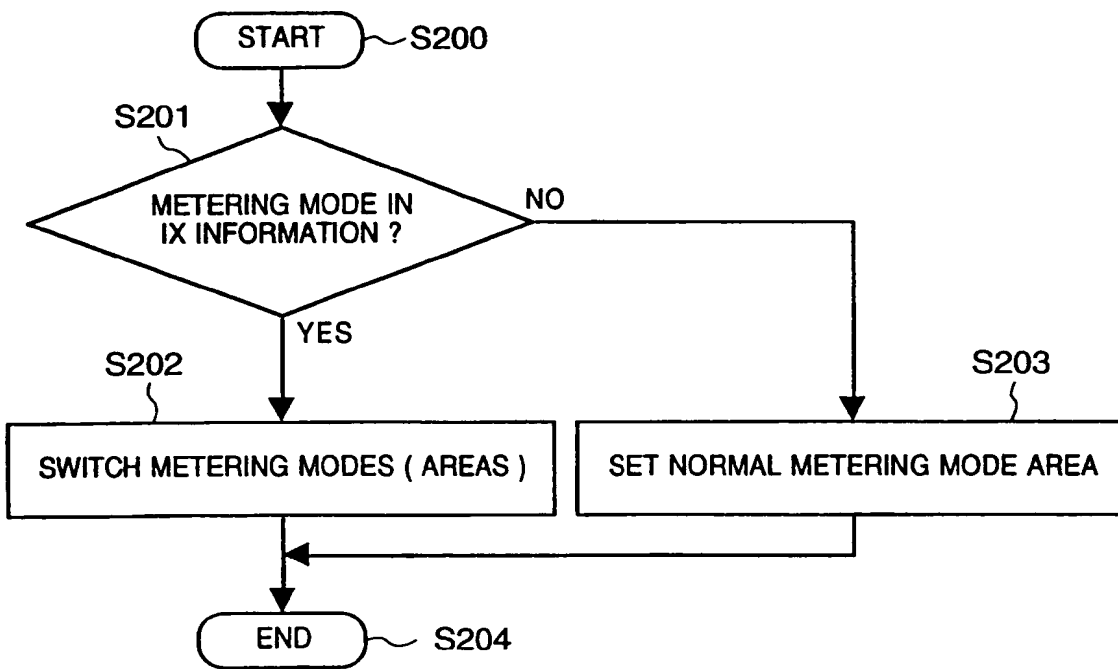 START
S200
S201
METERING MODE IN
IX INFORMATION ?
NO
YES
S202
S203
SWITCH METERING MODES ( AREAS )
SET NORMAL METERING MODE AREA
END
S204